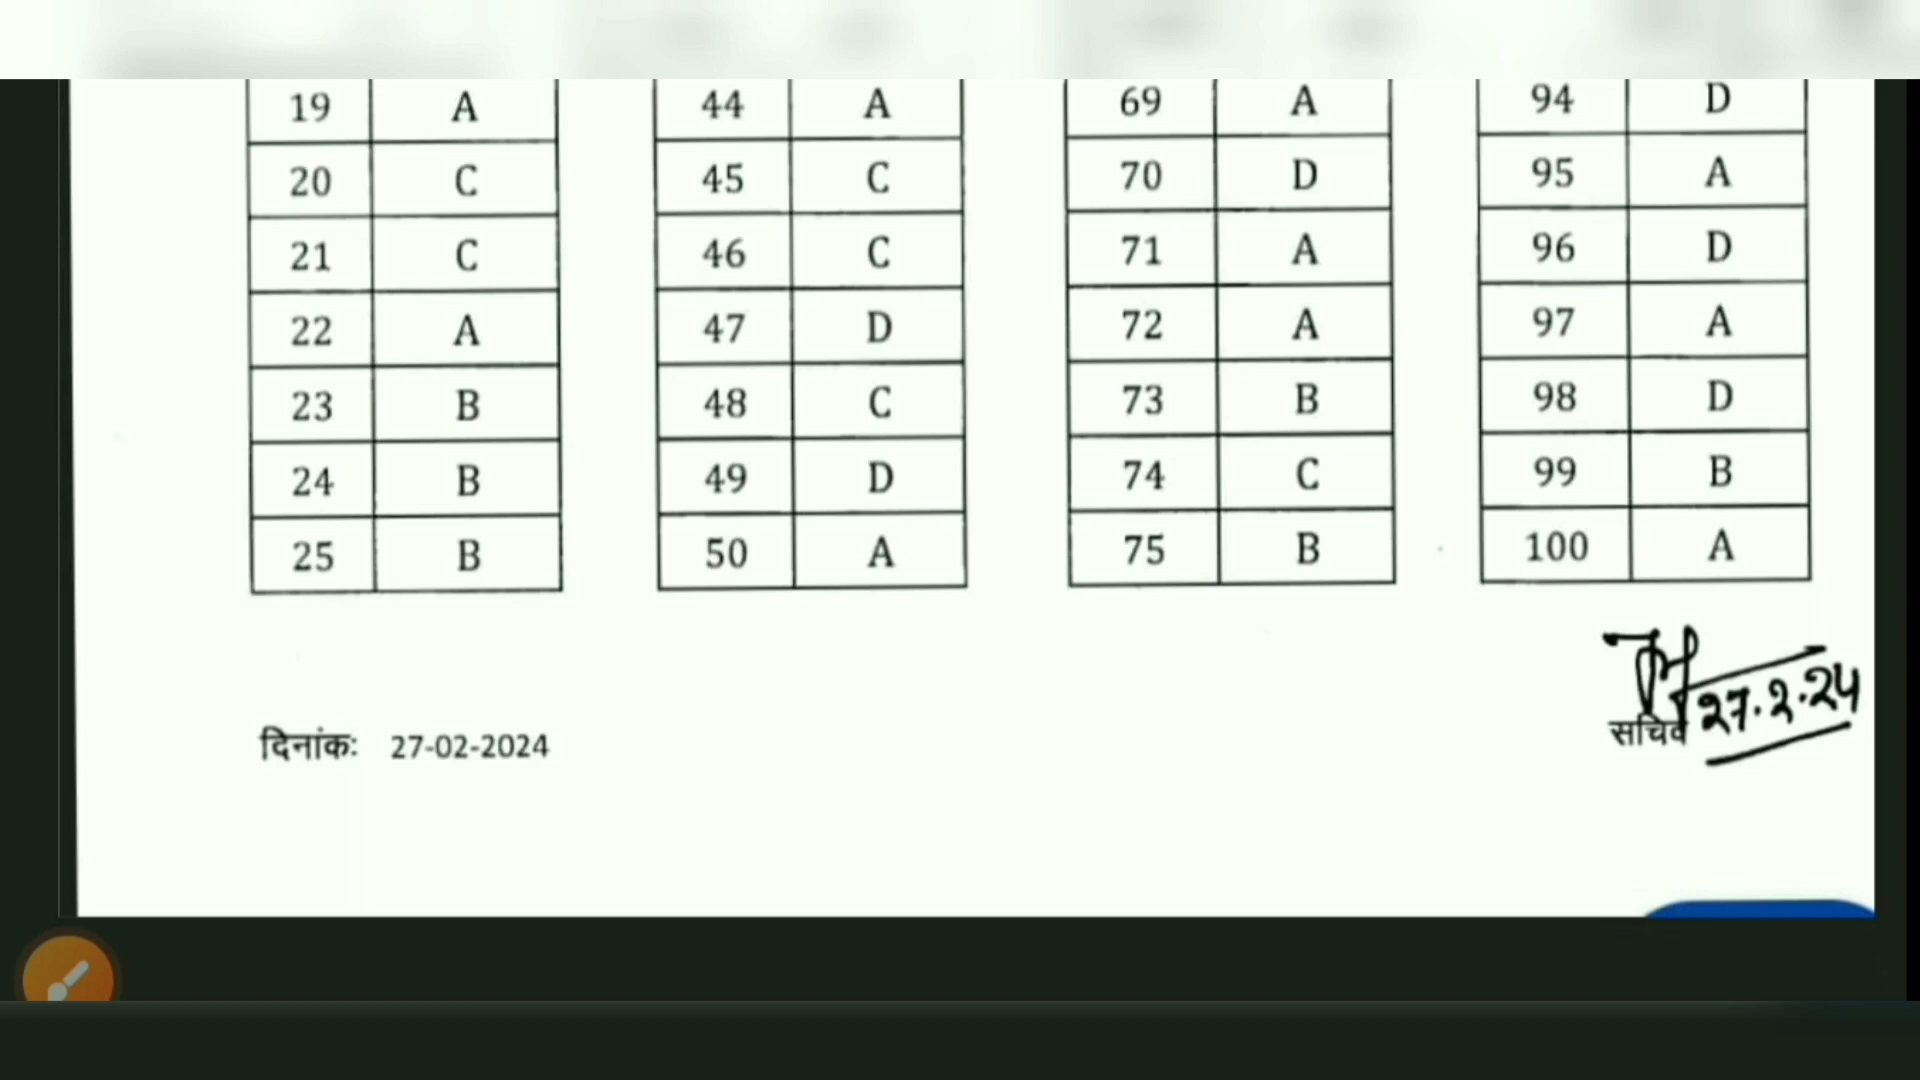 19 A 44 A 69 A 94 D
20 C 45 C 70 D 95 A
21 C 46 C 71 A 96 D
22 A 47 D 72 A 97 A
23 B 48 C 73 B 98 D
24 B 49 D 74 C 99 B
25 B 50 A 75 B 100 A
27.2.24
दिनांकः 27-02-2024 सचिव